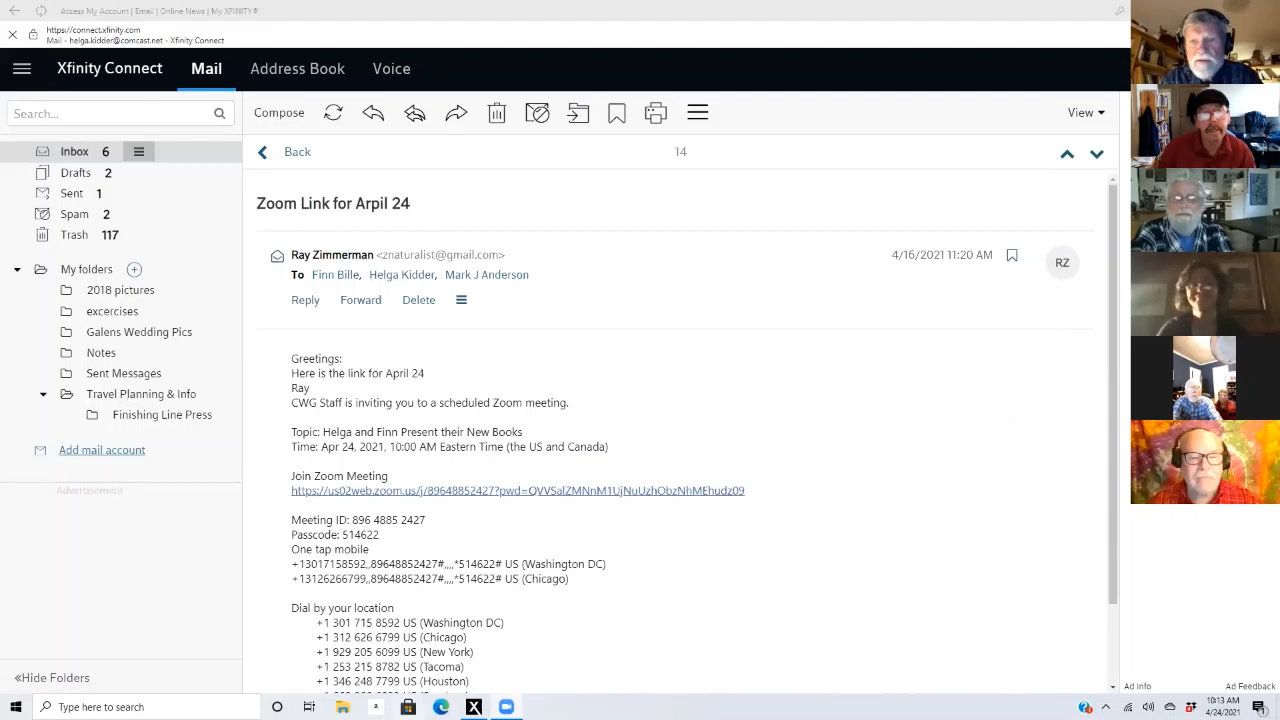 Access My Account | Email | Online News | My XFINITY®
https://connect.xfinity.com
Mail - helga.kidder@comcast.net - Xfinity Connect
Xfinity Connect Mail Address Book Voice
Search... Compose View
Inbox 6
Back 14
Drafts 2
Sent 1
Spam 2
Trash 117
My folders
2018 pictures
excercises
Galens Wedding Pics
Notes
Sent Messages
Travel Planning & Info
Finishing Line Press
Add mail account
Advertisement
«Hide Folders
Zoom Link for Arpil 24
Ray Zimmerman <znaturalist@gmail.com> 4/16/2021 11:20 AM RZ
To Finn Bille, Helga Kidder, Mark J Anderson
Reply Forward Delete
Greetings:
Here is the link for April 24
Ray
CWG Staff is inviting you to a scheduled Zoom meeting.
Topic: Helga and Finn Present their New Books
Time: Apr 24, 2021, 10:00 AM Eastern Time (the US and Canada)
Join Zoom Meeting
https://us02web.zoom.us/j/89648852427?pwd=QVVSalZMNnM1UjNuUzhObzNhMEhudz09
Meeting ID: 896 4885 2427
Passcode: 514622
One tap mobile
+13017158592,,89648852427#,,,,*514622# US (Washington DC)
+13126266799,,89648852427#,,,,*514622# US (Chicago)
Dial by your location
+1 301 715 8592 US (Washington DC)
+1 312 626 6799 US (Chicago)
+1 929 205 6099 US (New York)
+1 253 215 8782 US (Tacoma)
+1 346 248 7799 US (Houston)
Ad Info Ad Feedback
Type here to search
a
X
10:13 AM
4/24/2021